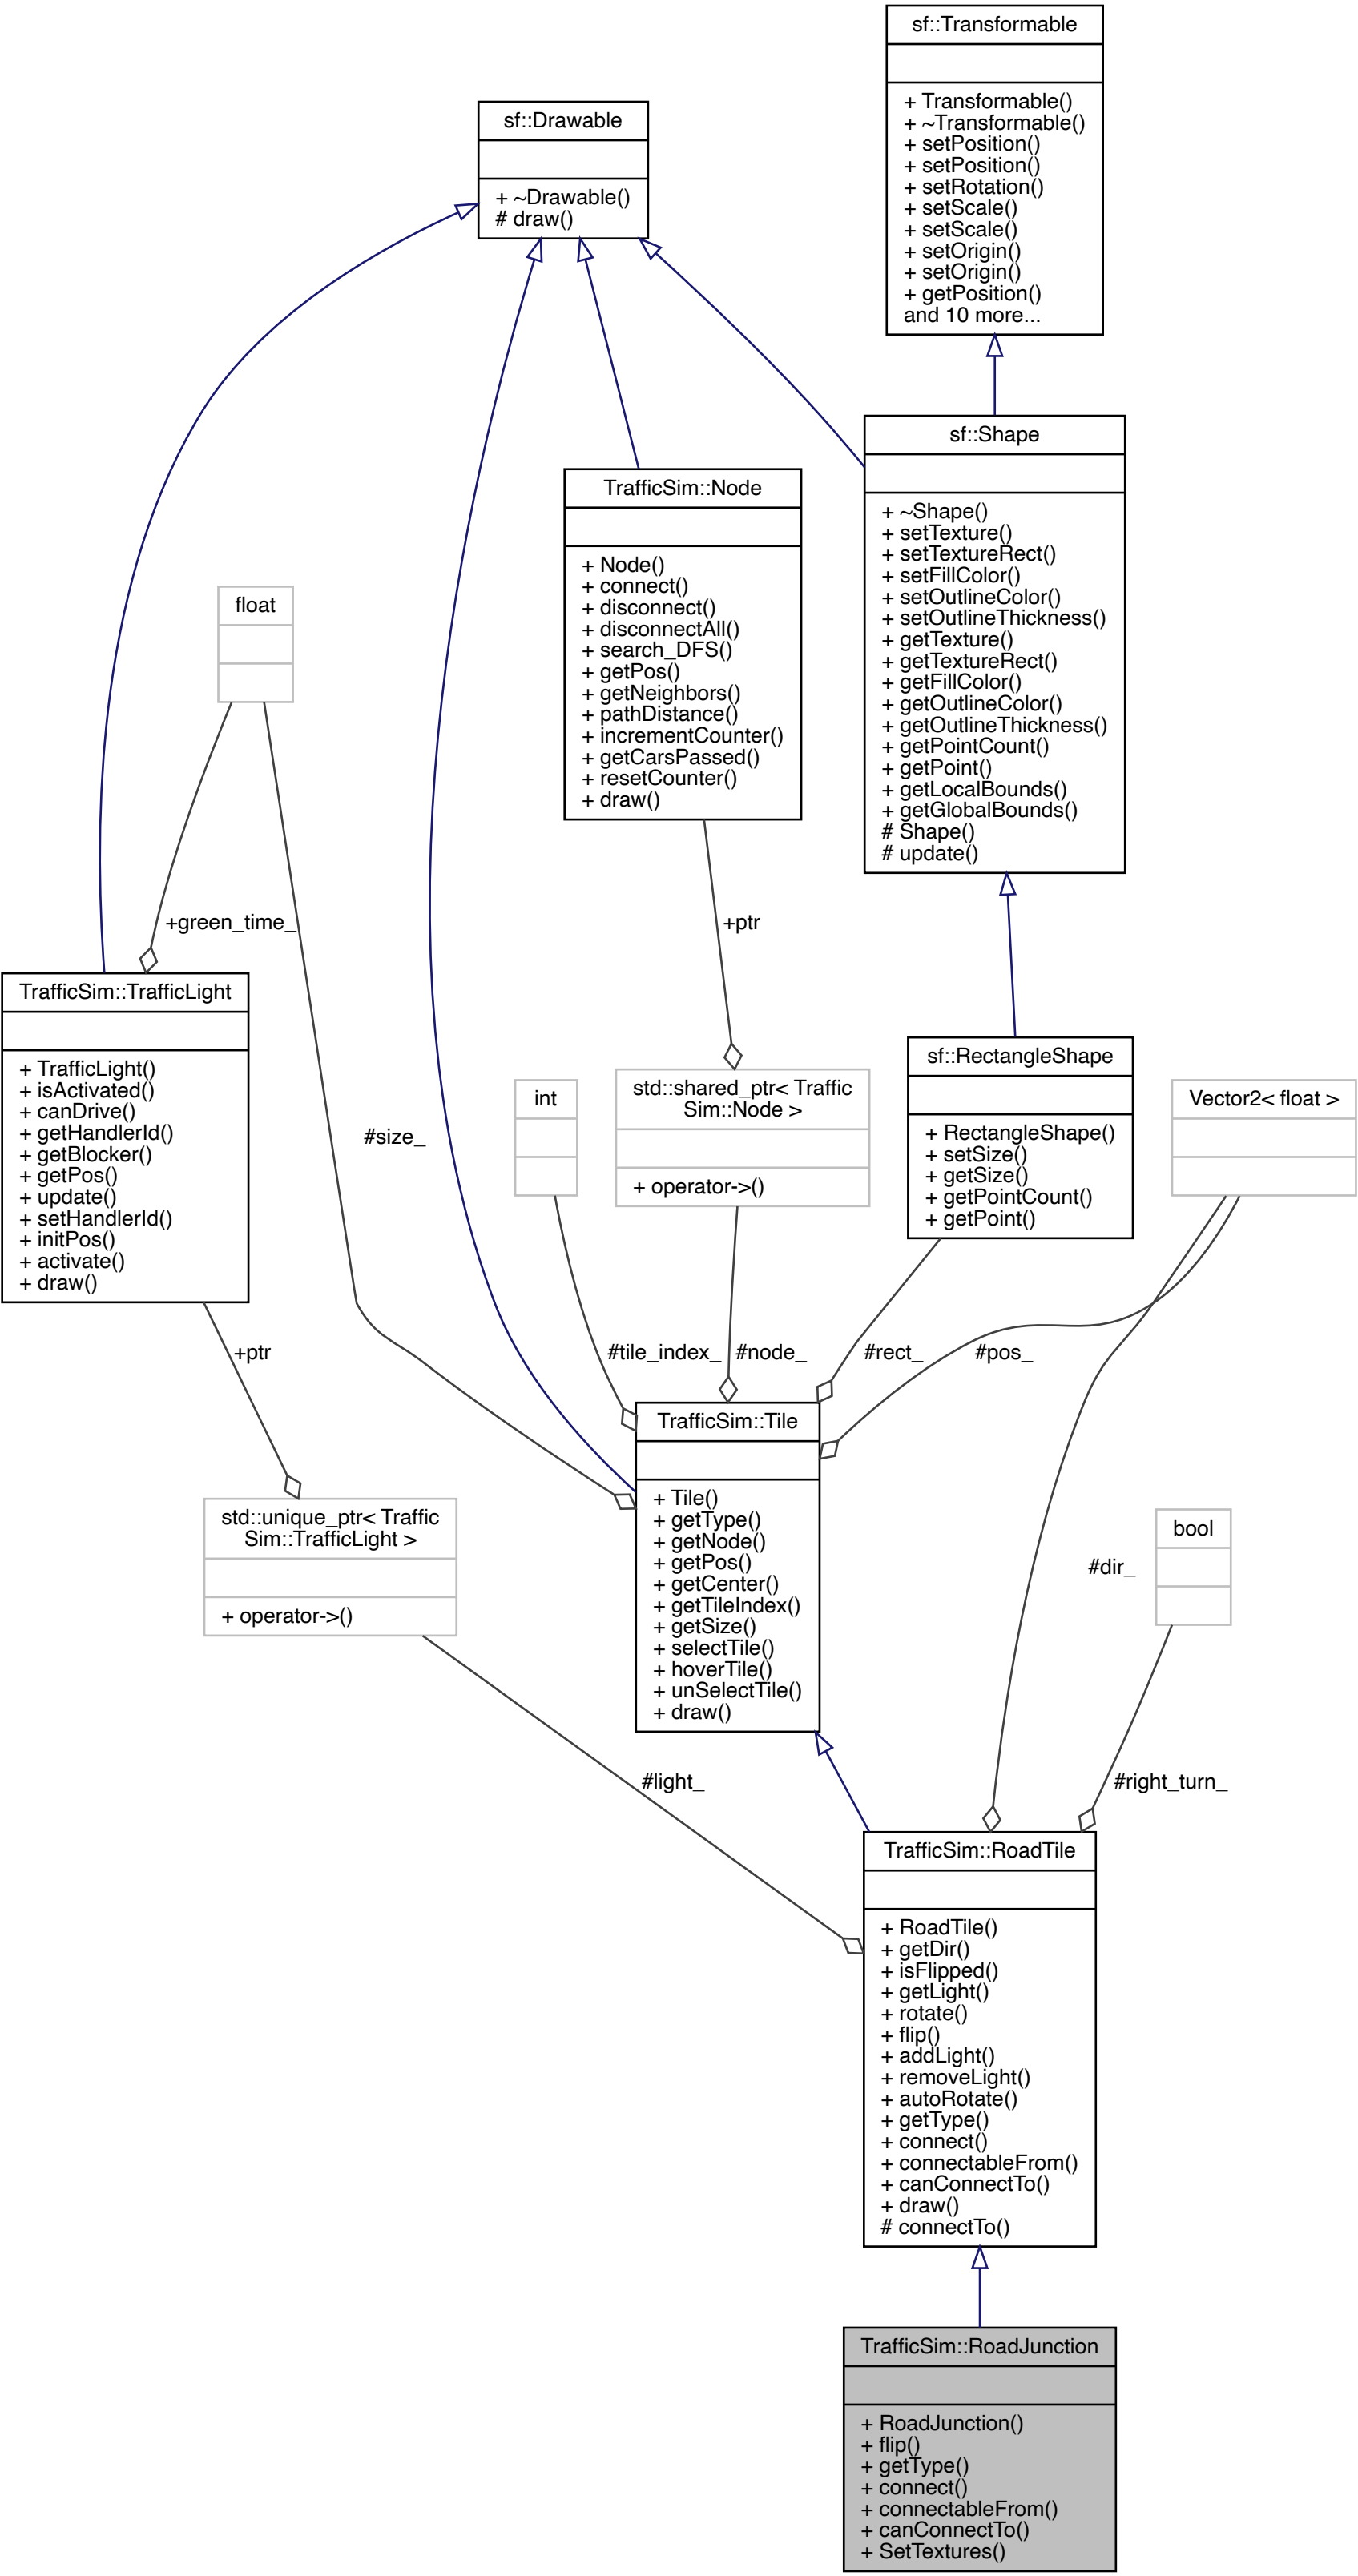 sf::Transformable
+ Transformable()
+ ~Transformable()
+ setPosition()
+ setPosition()
+ setRotation()
+ setScale()
+ setScale()
+ setOrigin()
+ setOrigin()
+ getPosition()
and 10 more...
sf::Drawable
+ ~Drawable()
# draw()
sf::Shape
+ ~Shape()
+ setTexture()
+ setTextureRect()
+ setFillColor()
+ setOutlineColor()
+ setOutlineThickness()
+ getTexture()
+ getTextureRect()
+ getFillColor()
+ getOutlineColor()
+ getOutlineThickness()
+ getPointCount()
+ getPoint()
+ getLocalBounds()
+ getGlobalBounds()
# Shape()
# update()
TrafficSim::Node
+ Node()
+ connect()
+ disconnect()
+ disconnectAll()
+ search_DFS()
+ getPos()
+ getNeighbors()
+ pathDistance()
+ incrementCounter()
+ getCarsPassed()
+ resetCounter()
+ draw()
float
+green_time_
+ptr
TrafficSim::TrafficLight
+ TrafficLight()
+ isActivated()
+ canDrive()
+ getHandlerId()
+ getBlocker()
+ getPos()
+ update()
+ setHandlerId()
+ initPos()
+ activate()
+ draw()
#size_
int
std::shared_ptr< Traffic
Sim::Node >
+ operator->()
sf::RectangleShape
+ RectangleShape()
+ setSize()
+ getSize()
+ getPointCount()
+ getPoint()
Vector2< float >
+ptr
#tile_index_
#node_
#rect_
#pos_
TrafficSim::Tile
+ Tile()
+ getType()
+ getNode()
+ getPos()
+ getCenter()
+ getTileIndex()
+ getSize()
+ selectTile()
+ hoverTile()
+ unSelectTile()
+ draw()
std::unique_ptr< Traffic
Sim::TrafficLight >
+ operator->()
#dir_
bool
#light_
#right_turn_
TrafficSim::RoadTile
+ RoadTile()
+ getDir()
+ isFlipped()
+ getLight()
+ rotate()
+ flip()
+ addLight()
+ removeLight()
+ autoRotate()
+ getType()
+ connect()
+ connectableFrom()
+ canConnectTo()
+ draw()
# connectTo()
TrafficSim::RoadJunction
+ RoadJunction()
+ flip()
+ getType()
+ connect()
+ connectableFrom()
+ canConnectTo()
+ SetTextures()